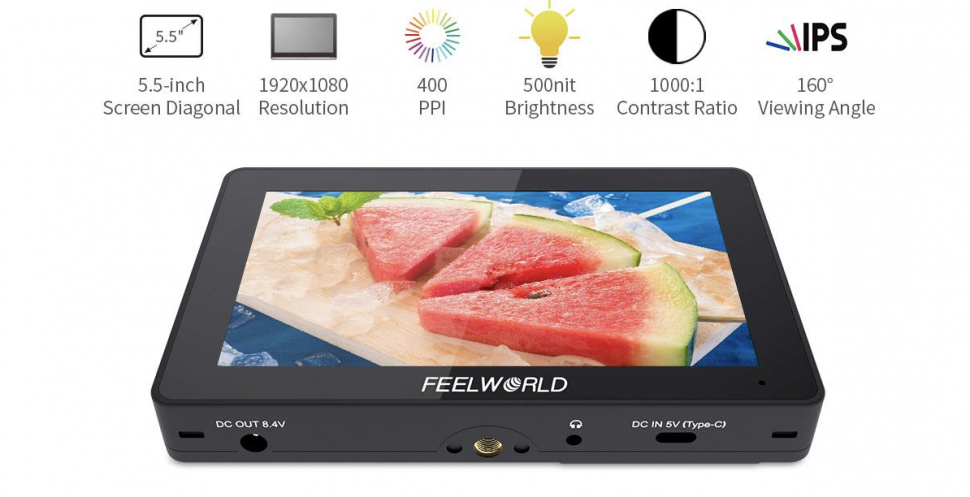 5.5"
IPS
5.5-inch
Screen Diagonal
1920x1080
Resolution
400
PPI
500nit
Brightness
1000:1
Contrast Ratio
160°
Viewing Angle
FEELWORLD
DC OUT 8.4V
DC IN 5V (Type-C)